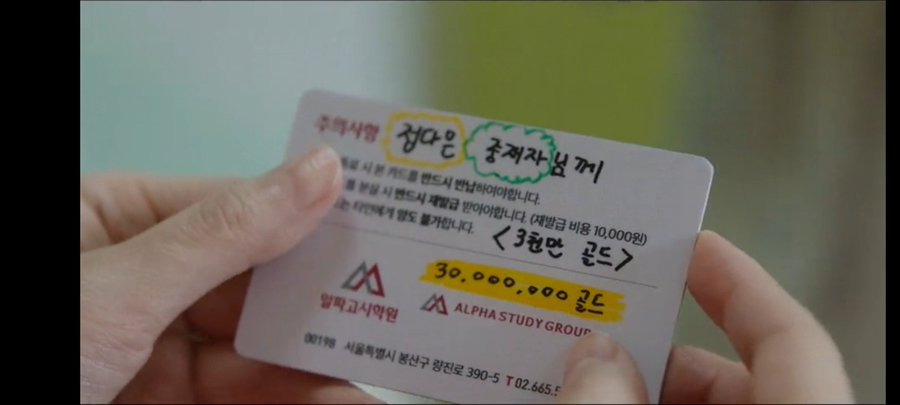 주의사항 정다은 중재자님께
시 본 카드를 반드시 반납하여야합니다.
분실 시 반드시 재발급 받아야합니다. (재발급 비용 10,000원)
타인에게 양도 불가합니다.
<3천만 골드>
30,000,000 골드
알파고시학원
ALPHA STUDY GROUP
00198 서울특별시 봉산구 량진로 390-5 T 02.665.